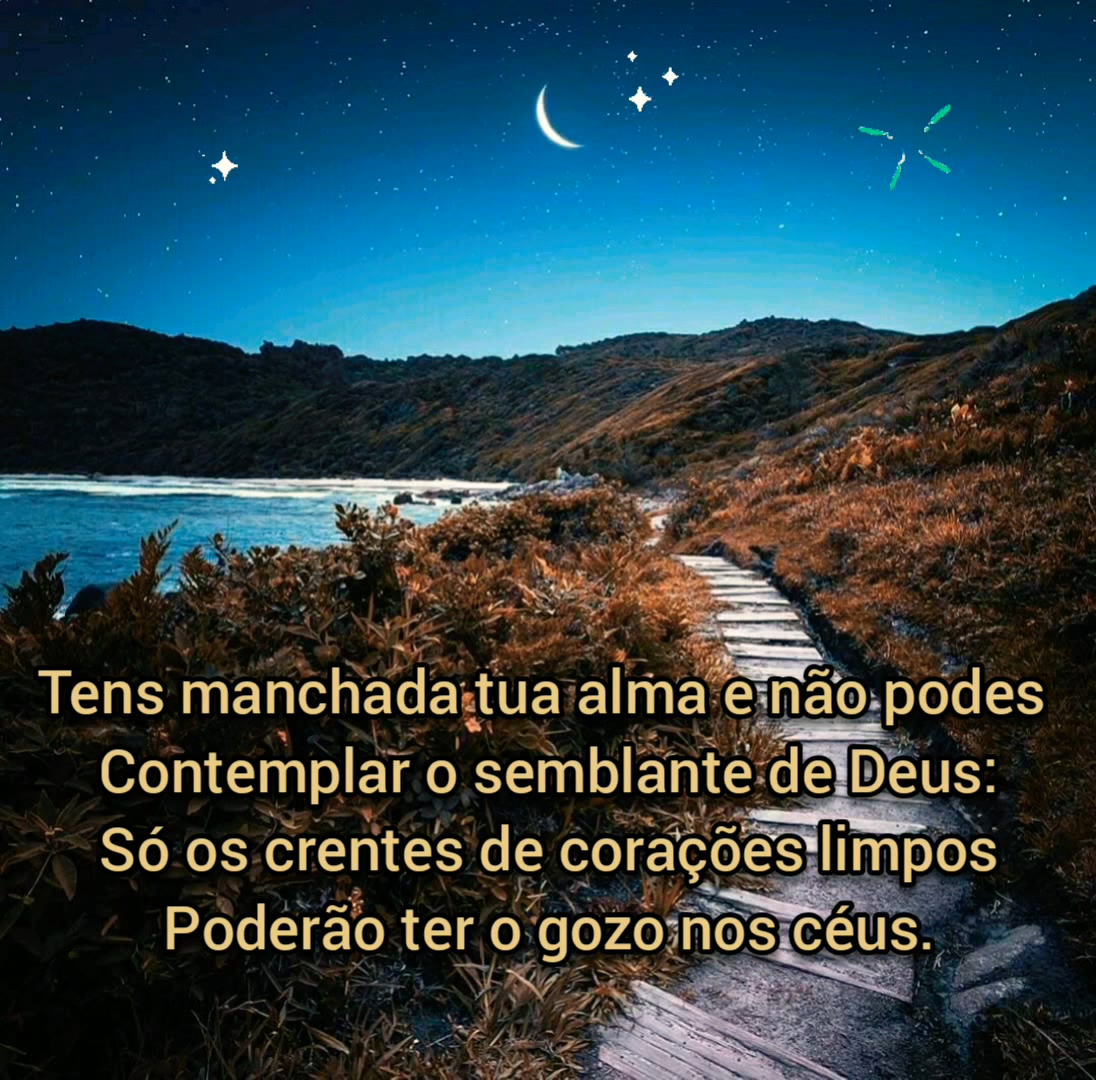 Tens manchada tua alma e não podes
Contemplar o semblante de Deus:
Só os crentes de corações limpos
Poderão ter o gozo nos céus.